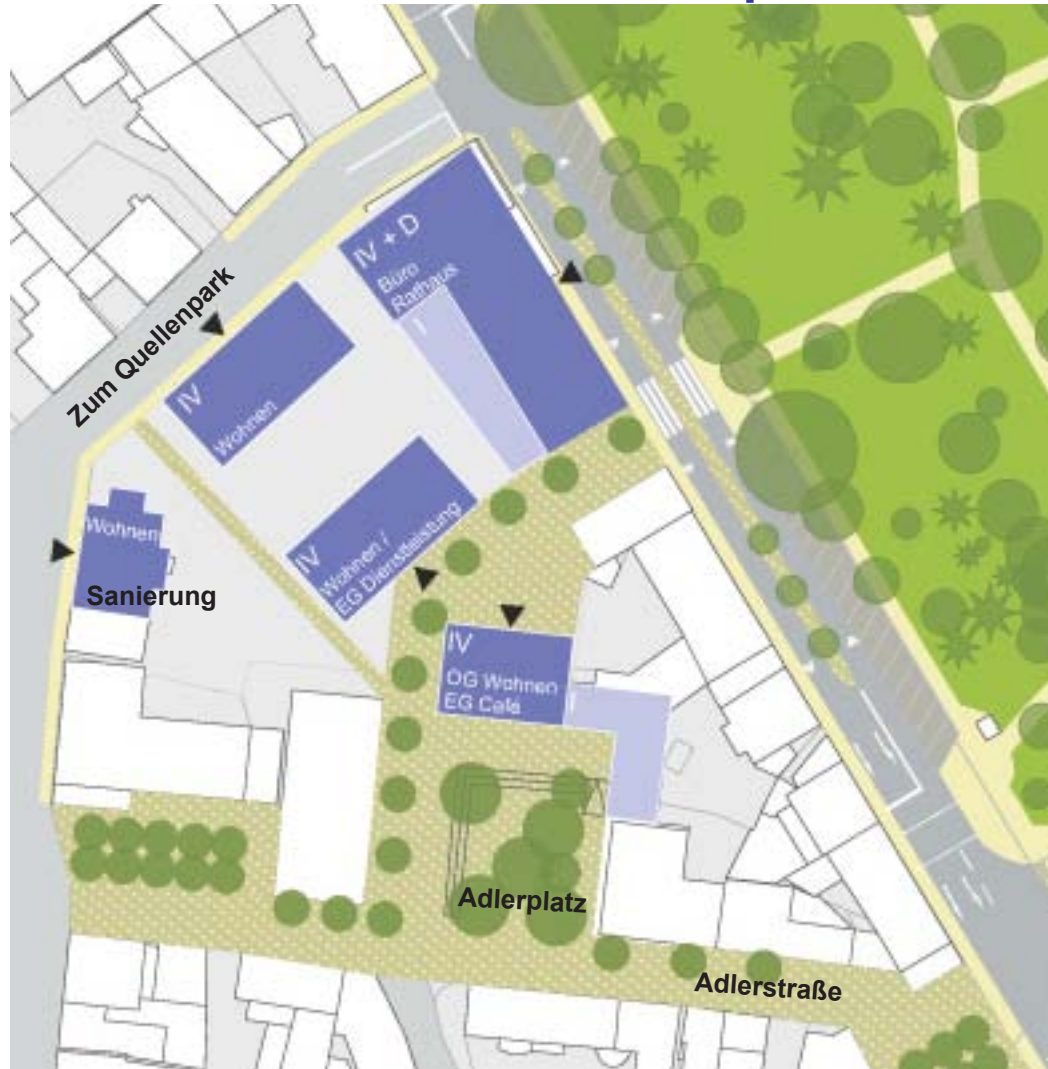 IV + D
Büro
Rathaus
I
Zum Quellenpark
IV
Wohnen
IV
Wohnen /
EG Dienstleistung
Wohnen
Sanierung
IV
OG Wohnen
EG Café
Adlerplatz
Adlerstraße